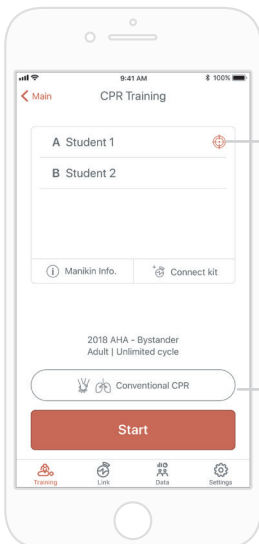 9:41 AM
100%
Main
CPR Training
A Student 1
B Student 2
i Manikin Info.
Connect kit
2018 AHA - Bystander
Adult | Unlimited cycle
Conventional CPR
Start
Training Link Data Settings